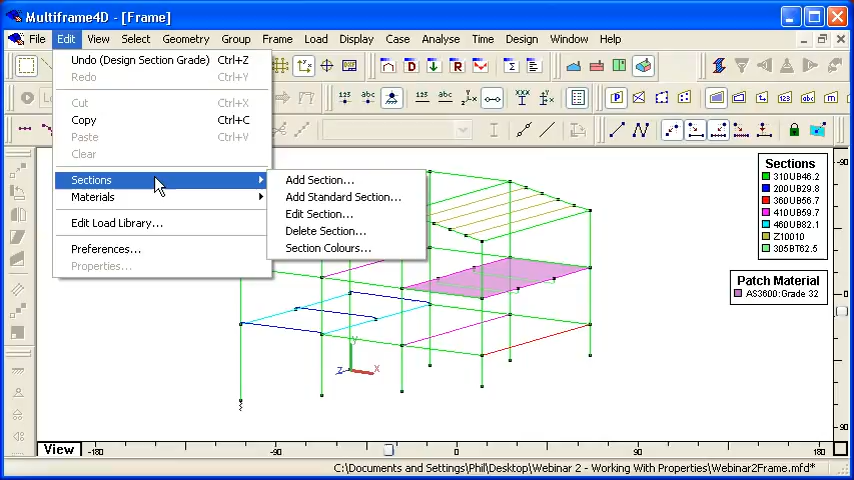 Multiframe4D - [Frame]
File Edit View Select Geometry Group Frame Load Display Case Analyse Time Design Window Help
Undo (Design Section Grade) Ctrl+Z
Redo Ctrl+Y
Cut Ctrl+X
Copy Ctrl+C
Paste Ctrl+V
Clear
Sections
Materials
Edit Load Library...
Preferences...
Properties...
Add Section...
Add Standard Section...
Edit Section...
Delete Section...
Section Colours...
Sections
310UB46.2
200UB29.8
360UB56.7
410UB59.7
460UB82.1
Z10010
305BT62.5
Patch Material
AS3600:Grade 32
y
z
x
-90
0
90
View
-180
-90
0
90
180
C:\Documents and Settings\Phil\Desktop\Webinar 2 - Working With Properties\Webinar2Frame.mfd*